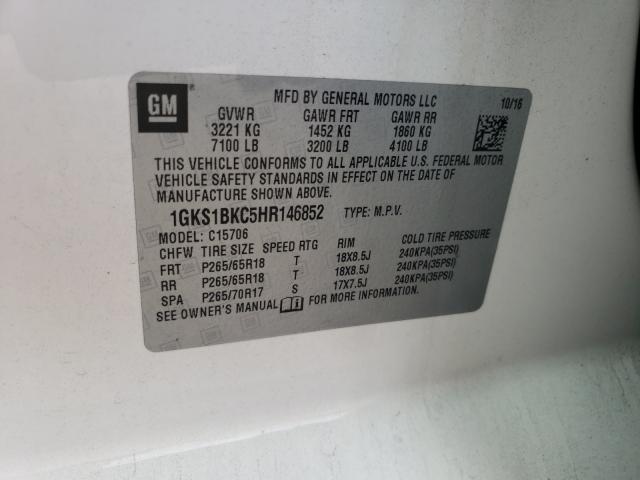 GM
MFD BY GENERAL MOTORS LLC 10/16
GVWR GAWR FRT GAWR RR
3221 KG 1452 KG 1860 KG
7100 LB 3200 LB 4100 LB
THIS VEHICLE CONFORMS TO ALL APPLICABLE U.S. FEDERAL MOTOR
VEHICLE SAFETY STANDARDS IN EFFECT ON THE DATE OF
MANUFACTURE SHOWN ABOVE.
1GKS1BKC5HR146852 TYPE: M.P.V.
MODEL: C15706
CHFW TIRE SIZE SPEED RTG RIM COLD TIRE PRESSURE
FRT P265/65R18 T 18X8.5J 240KPA(35PSI)
RR P265/65R18 T 18X8.5J 240KPA(35PSI)
SPA P265/70R17 S 17X7.5J 240KPA(35PSI)
SEE OWNER'S MANUAL FOR MORE INFORMATION.